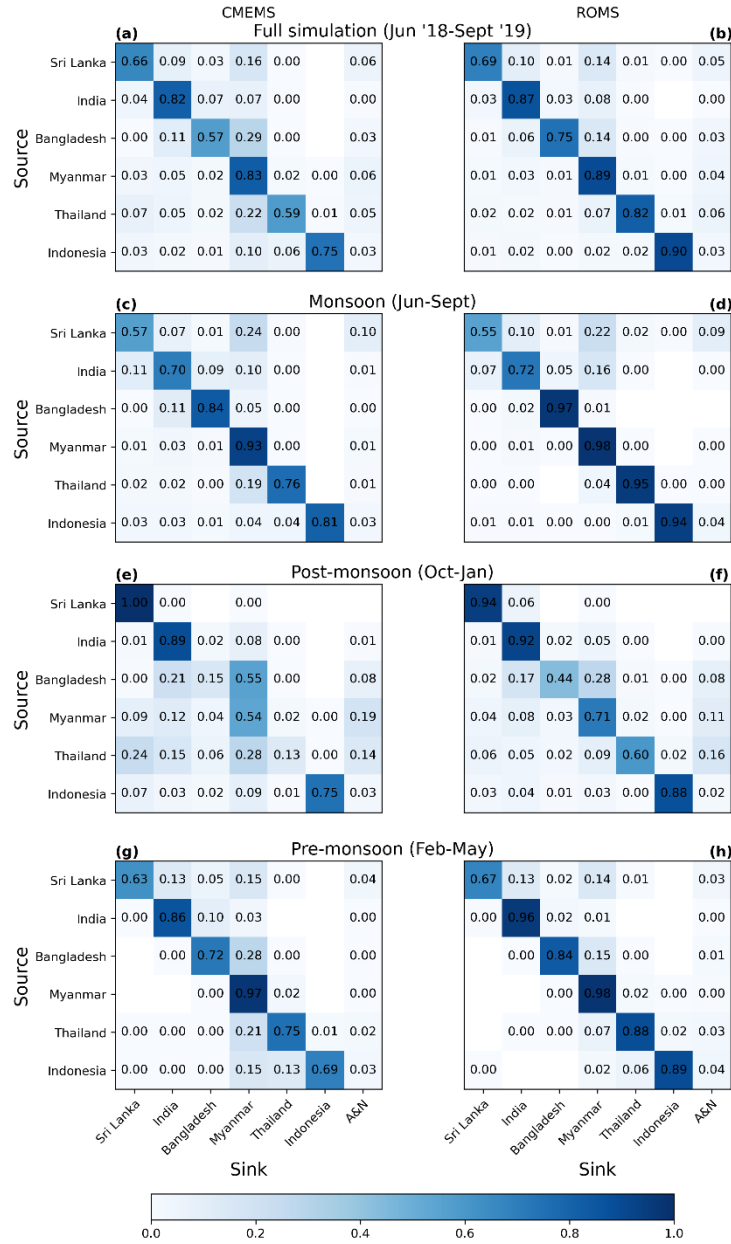 CMEMS ROMS
(a) Full simulation (Jun '18-Sept '19) (b)
Source
Sri Lanka 0.66 0.09 0.03 0.16 0.00 0.06 0.69 0.10 0.01 0.14 0.01 0.00 0.05
India 0.04 0.82 0.07 0.07 0.00 0.00 0.03 0.87 0.03 0.08 0.00 0.00
Bangladesh 0.00 0.11 0.57 0.29 0.00 0.03 0.01 0.06 0.75 0.14 0.00 0.00 0.03
Myanmar 0.03 0.05 0.02 0.83 0.02 0.00 0.06 0.01 0.03 0.01 0.89 0.01 0.00 0.04
Thailand 0.07 0.05 0.02 0.22 0.59 0.01 0.05 0.02 0.02 0.01 0.07 0.82 0.01 0.06
Indonesia 0.03 0.02 0.01 0.10 0.06 0.75 0.03 0.01 0.02 0.00 0.02 0.02 0.90 0.03
(c) Monsoon (Jun-Sept) (d)
Source
Sri Lanka 0.57 0.07 0.01 0.24 0.00 0.10 0.55 0.10 0.01 0.22 0.02 0.00 0.09
India 0.11 0.70 0.09 0.10 0.00 0.01 0.07 0.72 0.05 0.16 0.00 0.00
Bangladesh 0.00 0.11 0.84 0.05 0.00 0.00 0.00 0.02 0.97 0.01
Myanmar 0.01 0.03 0.01 0.93 0.00 0.01 0.00 0.01 0.00 0.98 0.00 0.00
Thailand 0.02 0.02 0.00 0.19 0.76 0.01 0.00 0.00 0.04 0.95 0.00 0.00
Indonesia 0.03 0.03 0.01 0.04 0.04 0.81 0.03 0.01 0.01 0.00 0.00 0.01 0.94 0.04
(e) Post-monsoon (Oct-Jan) (f)
Source
Sri Lanka 1.00 0.00 0.00 0.94 0.06 0.00
India 0.01 0.89 0.02 0.08 0.00 0.01 0.01 0.92 0.02 0.05 0.00 0.00
Bangladesh 0.00 0.21 0.15 0.55 0.00 0.08 0.02 0.17 0.44 0.28 0.01 0.00 0.08
Myanmar 0.09 0.12 0.04 0.54 0.02 0.00 0.19 0.04 0.08 0.03 0.71 0.02 0.00 0.11
Thailand 0.24 0.15 0.06 0.28 0.13 0.00 0.14 0.06 0.05 0.02 0.09 0.60 0.02 0.16
Indonesia 0.07 0.03 0.02 0.09 0.01 0.75 0.03 0.03 0.04 0.01 0.03 0.00 0.88 0.02
(g) Pre-monsoon (Feb-May) (h)
Source
Sri Lanka 0.63 0.13 0.05 0.15 0.00 0.04 0.67 0.13 0.02 0.14 0.01 0.03
India 0.00 0.86 0.10 0.03 0.00 0.00 0.96 0.02 0.01 0.00
Bangladesh 0.00 0.72 0.28 0.00 0.00 0.00 0.84 0.15 0.00 0.01
Myanmar 0.00 0.97 0.02 0.00 0.00 0.98 0.02 0.00 0.00
Thailand 0.00 0.00 0.00 0.21 0.75 0.01 0.02 0.00 0.00 0.07 0.88 0.02 0.03
Indonesia 0.00 0.00 0.00 0.15 0.13 0.69 0.03 0.00 0.02 0.06 0.89 0.04
Sri Lanka India Bangladesh Myanmar Thailand Indonesia A&N Sri Lanka India Bangladesh Myanmar Thailand Indonesia A&N
Sink Sink
0.0 0.2 0.4 0.6 0.8 1.0